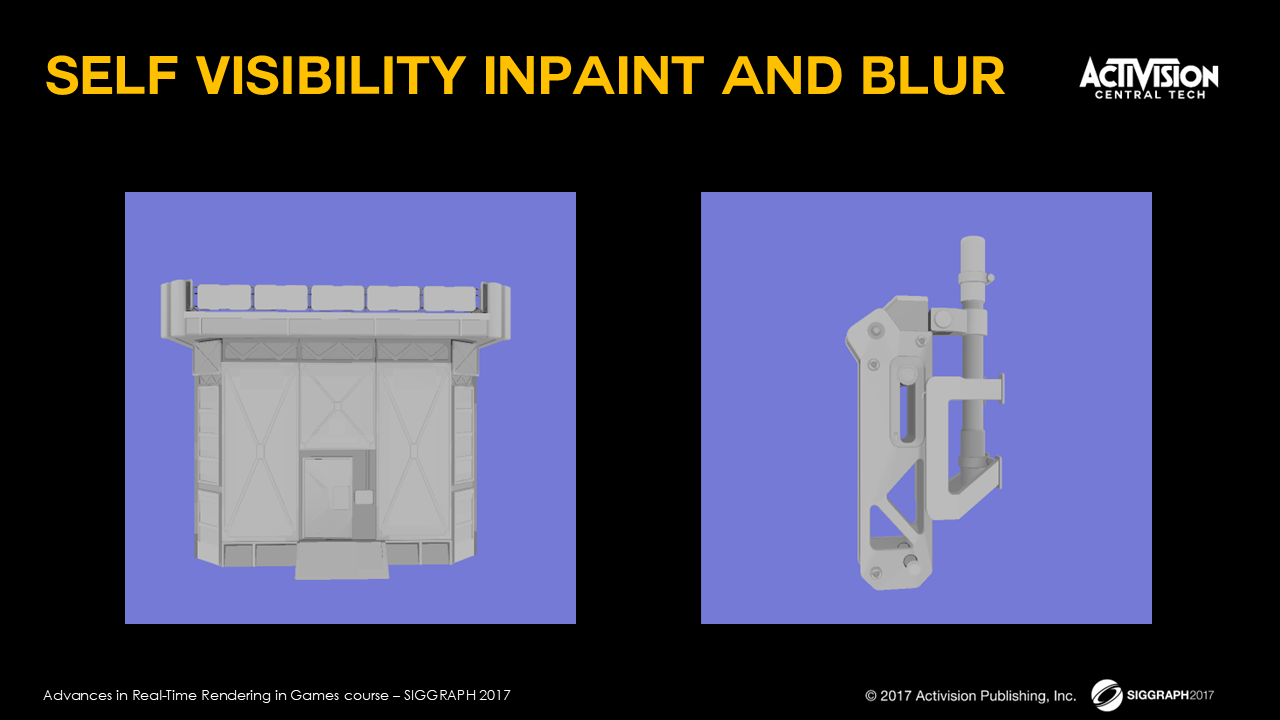 SELF VISIBILITY INPAINT AND BLUR
ACTIVISION
CENTRAL TECH
Advances in Real-Time Rendering in Games course – SIGGRAPH 2017
© 2017 Activision Publishing, Inc.
SIGGRAPH2017